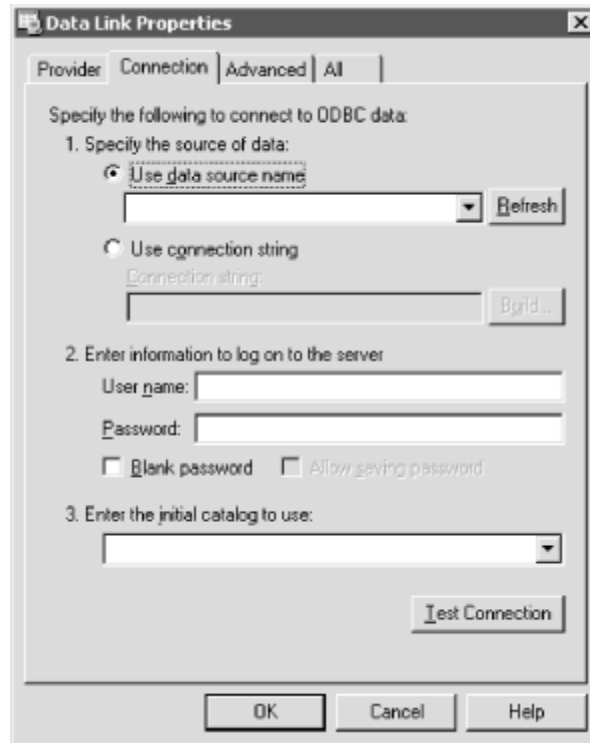 Data Link Properties
Provider Connection Advanced All
Specify the following to connect to ODBC data:
1. Specify the source of data:
Use data source name
Refresh
Use connection string
Connection string:
Build...
2. Enter information to log on to the server
User name:
Password:
Blank password Allow saving password
3. Enter the initial catalog to use:
Test Connection
OK Cancel Help